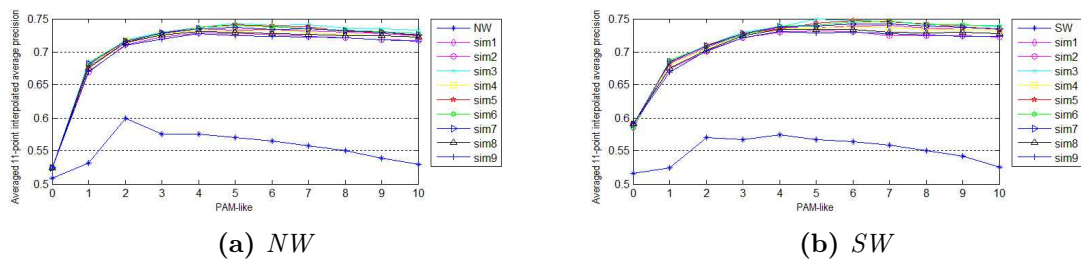 Averaged 11-point interpolated average precision
0.75
0.7
0.65
0.6
0.55
0.5
0 1 2 3 4 5 6 7 8 9 10
PAM-like
NW
sim1
sim2
sim3
sim4
sim5
sim6
sim7
sim8
sim9
(a) NW
Averaged 11-point interpolated average precision
0.75
0.7
0.65
0.6
0.55
0.5
0 1 2 3 4 5 6 7 8 9 10
PAM-like
SW
sim1
sim2
sim3
sim4
sim5
sim6
sim7
sim8
sim9
(b) SW